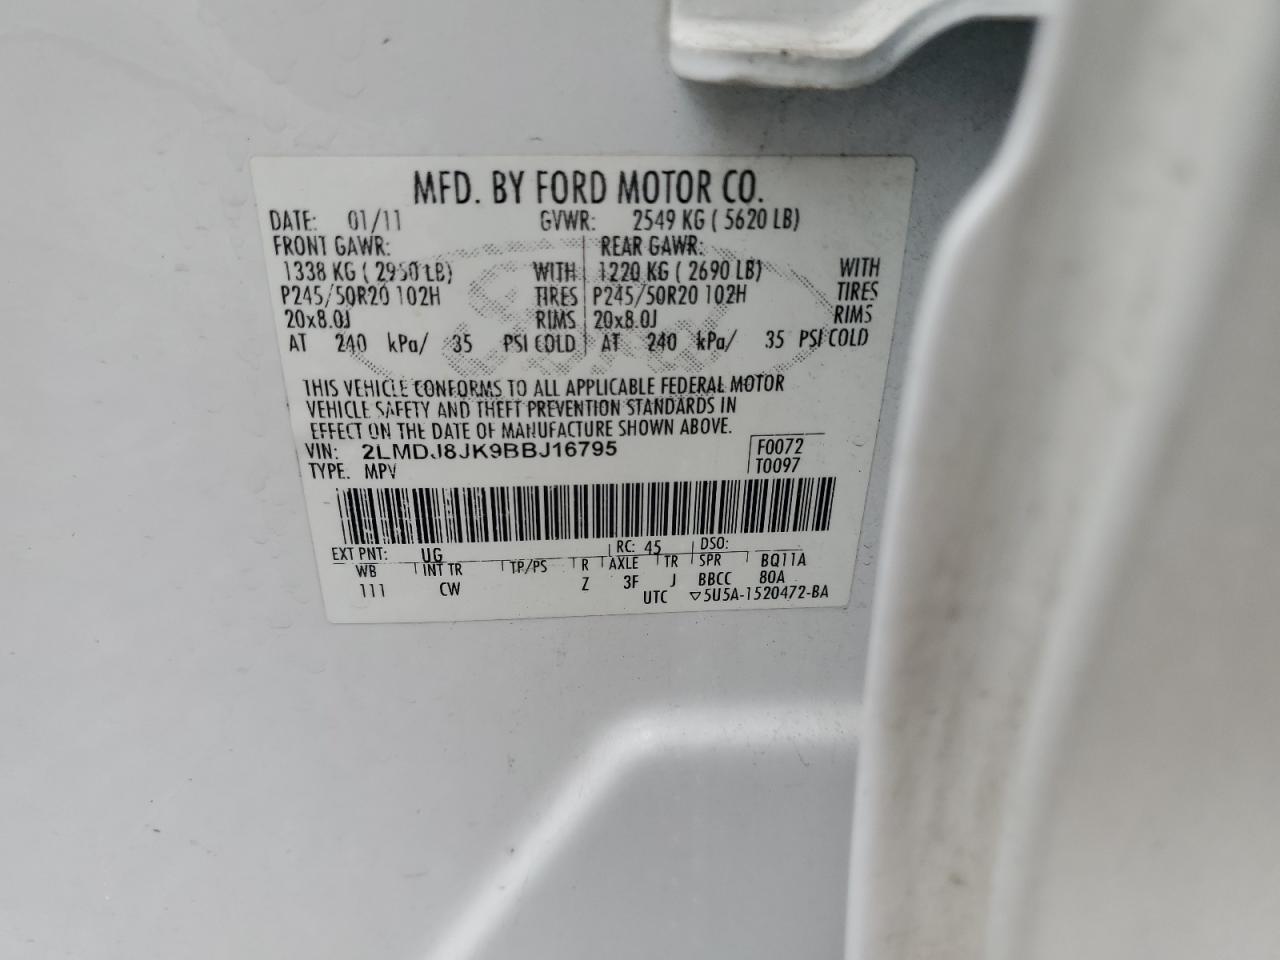 MFD. BY FORD MOTOR CO.
DATE: 01/11 GVWR: 2549 KG ( 5620 LB)
FRONT GAWR: REAR GAWR:
1338 KG ( 2950 LB) WITH 1220 KG ( 2690 LB) WITH
P245/50R20 102H TIRES P245/50R20 102H TIRES
20x8.0J RIMS 20x8.0J RIMS
AT 240 kPa/ 35 PSI COLD AT 240 kPa/ 35 PSI COLD
THIS VEHICLE CONFORMS TO ALL APPLICABLE FEDERAL MOTOR
VEHICLE SAFETY AND THEFT PREVENTION STANDARDS IN
EFFECT ON THE DATE OF MANUFACTURE SHOWN ABOVE.
VIN: 2LMDJ8JK9BBJ16795 F0072
TYPE. MPV T0097
EXT PNT: UG RC: 45 DSO:
WB INT TR TP/PS R AXLE TR SPR BQ11A
111 CW Z 3F J BBCC 80A
UTC ▽5U5A-1520472-BA